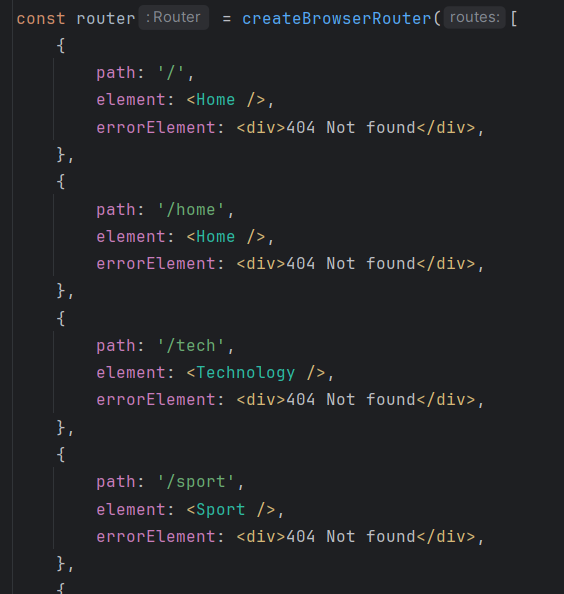 const router : Router = createBrowserRouter( routes: [
{
path: '/',
element: <Home />,
errorElement: <div>404 Not found</div>,
},
{
path: '/home',
element: <Home />,
errorElement: <div>404 Not found</div>,
},
{
path: '/tech',
element: <Technology />,
errorElement: <div>404 Not found</div>,
},
{
path: '/sport',
element: <Sport />,
errorElement: <div>404 Not found</div>,
},
{